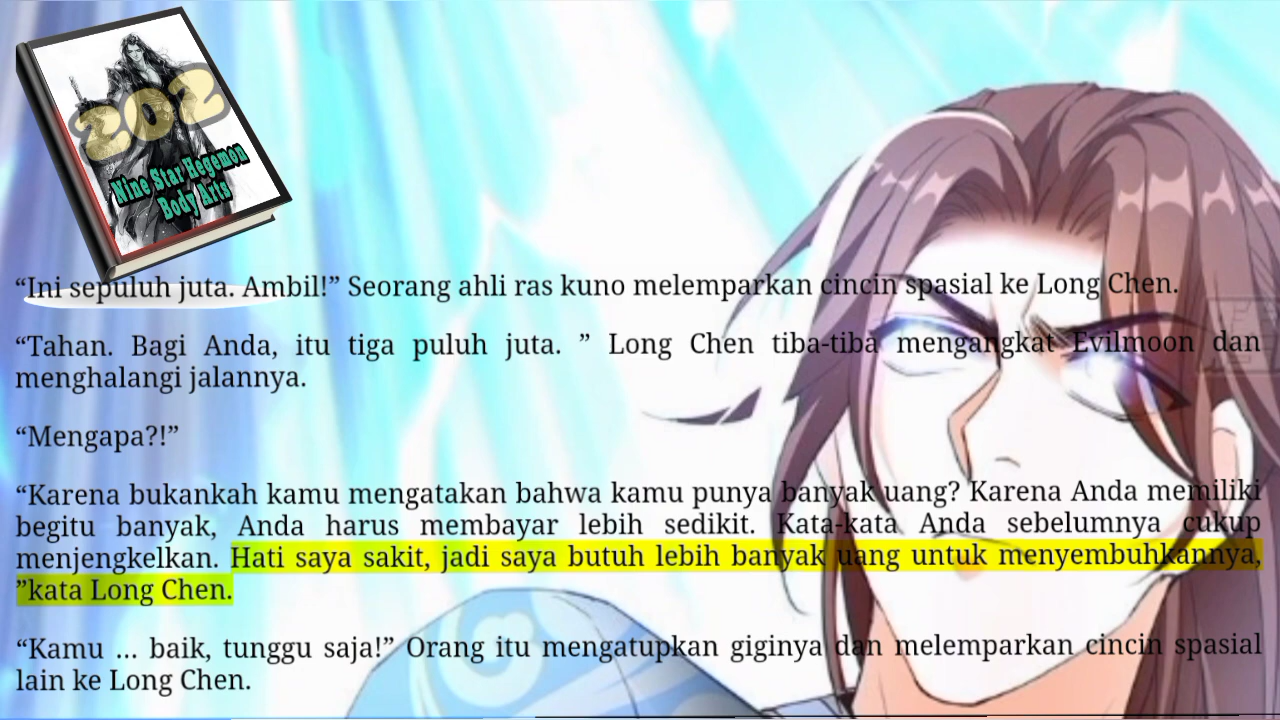 202
Nine Star Hegemon
Body Arts
“Ini sepuluh juta. Ambil!” Seorang ahli ras kuno melemparkan cincin spasial ke Long Chen.
“Tahan. Bagi Anda, itu tiga puluh juta. ” Long Chen tiba-tiba mengangkat Evilmoon dan
menghalangi jalannya.
“Mengapa?!”
“Karena bukankah kamu mengatakan bahwa kamu punya banyak uang? Karena Anda memiliki
begitu banyak, Anda harus membayar lebih sedikit. Kata-kata Anda sebelumnya cukup
menjengkelkan. Hati saya sakit, jadi saya butuh lebih banyak uang untuk menyembuhkannya,
”kata Long Chen.
“Kamu … baik, tunggu saja!” Orang itu mengatupkan giginya dan melemparkan cincin spasial
lain ke Long Chen.